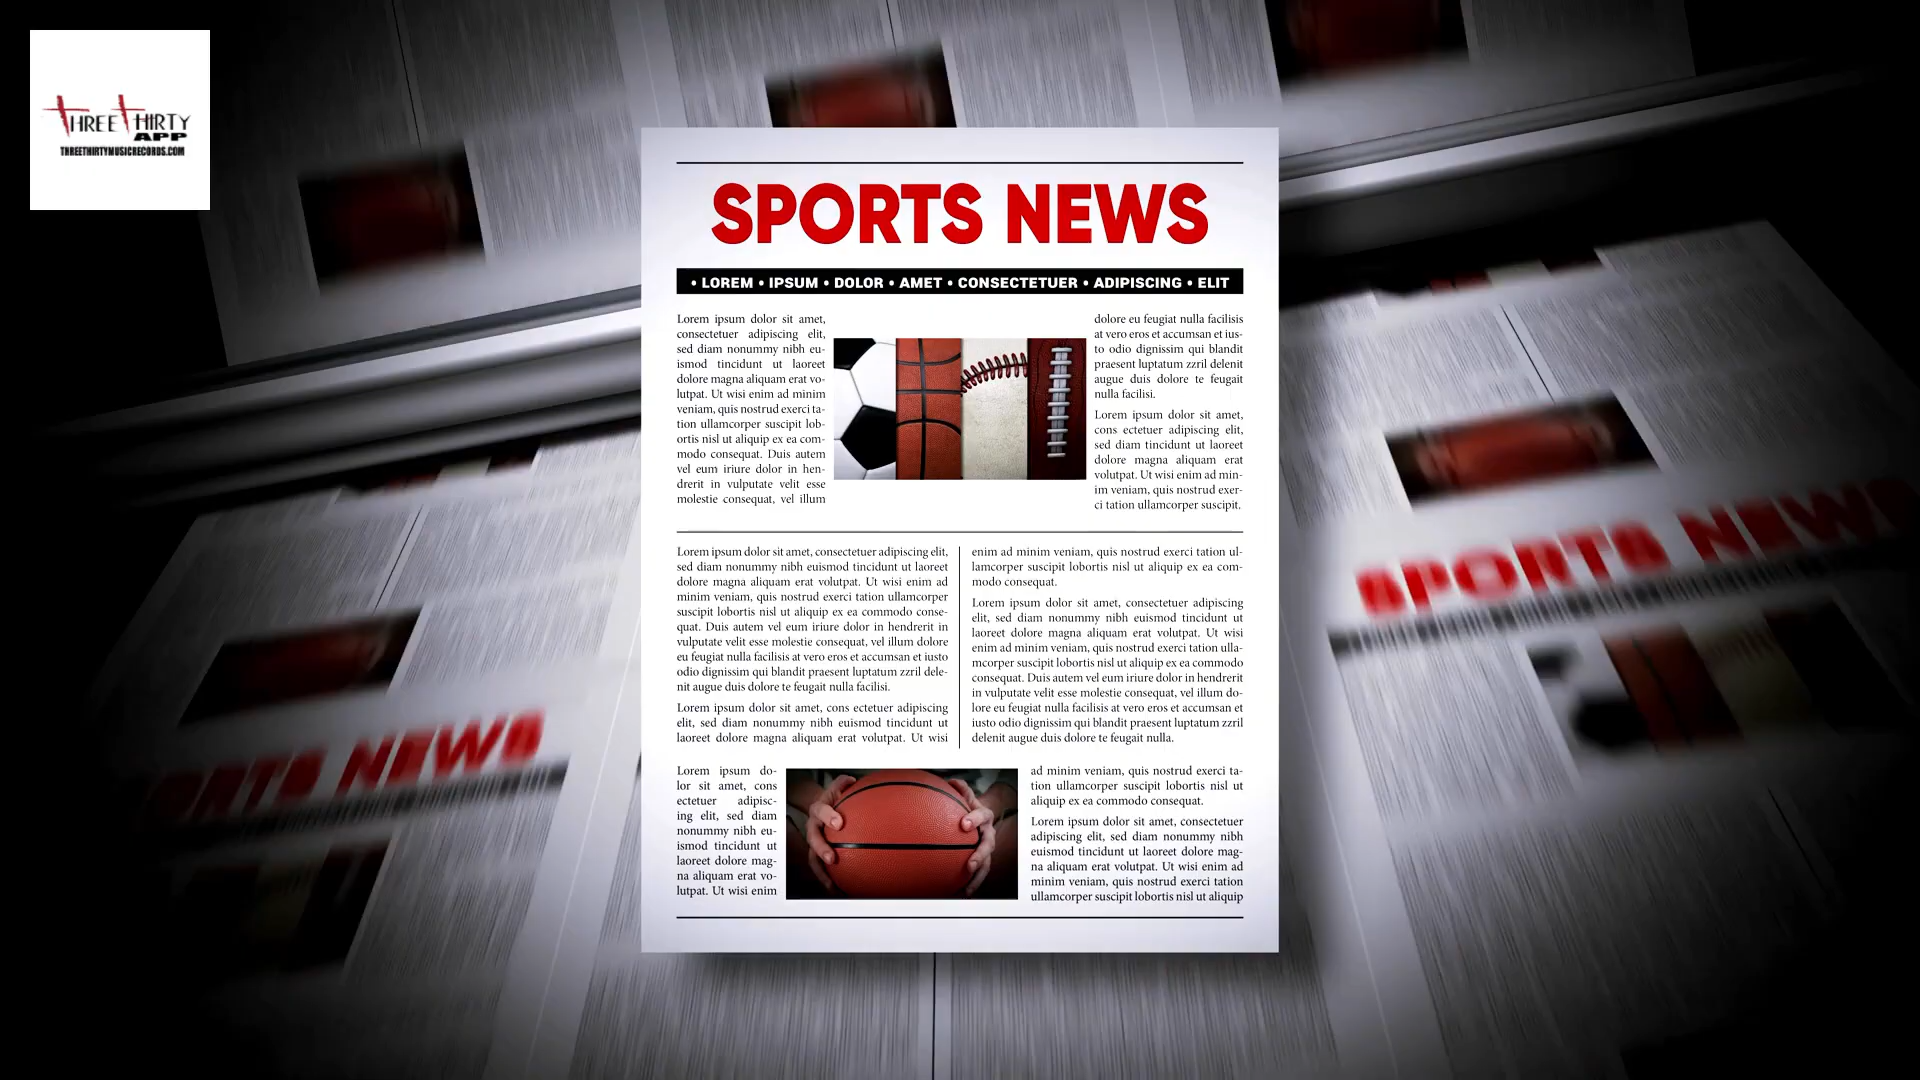 THREE THIRTY
APP
THREETHIRTYMUSICRECORDS.COM
SPORTS NEWS
• LOREM • IPSUM • DOLOR • AMET • CONSECTETUER • ADIPISCING • ELIT
Lorem ipsum dolor sit amet,
consectetuer adipiscing elit,
sed diam nonummy nibh eu-
ismod tincidunt ut laoreet
dolore magna aliquam erat vo-
lutpat. Ut wisi enim ad minim
veniam, quis nostrud exerci ta-
tion ullamcorper suscipit lob-
ortis nisl ut aliquip ex ea com-
modo consequat. Duis autem
vel eum iriure dolor in hen-
drerit in vulputate velit esse
molestie consequat, vel illum
dolore eu feugiat nulla facilisis
at vero eros et accumsan et ius-
to odio dignissim qui blandit
praesent luptatum zzril delenit
augue duis dolore te feugait
nulla facilisi.
Lorem ipsum dolor sit amet,
cons ectetuer adipiscing elit,
sed diam tincidunt ut laoreet
dolore magna aliquam erat
volutpat. Ut wisi enim ad min-
im veniam, quis nostrud exer-
ci tation ullamcorper suscipit.
Lorem ipsum dolor sit amet, consectetuer adipiscing elit,
sed diam nonummy nibh euismod tincidunt ut laoreet
dolore magna aliquam erat volutpat. Ut wisi enim ad
minim veniam, quis nostrud exerci tation ullamcorper
suscipit lobortis nisl ut aliquip ex ea commodo conse-
quat. Duis autem vel eum iriure dolor in hendrerit in
vulputate velit esse molestie consequat, vel illum dolore
eu feugiat nulla facilisis at vero eros et accumsan et iusto
odio dignissim qui blandit praesent luptatum zzril dele-
nit augue duis dolore te feugait nulla facilisi.
Lorem ipsum dolor sit amet, cons ectetuer adipiscing
elit, sed diam nonummy nibh euismod tincidunt ut
laoreet dolore magna aliquam erat volutpat. Ut wisi
enim ad minim veniam, quis nostrud exerci tation ul-
lamcorper suscipit lobortis nisl ut aliquip ex ea com-
modo consequat.
Lorem ipsum dolor sit amet, consectetuer adipiscing
elit, sed diam nonummy nibh euismod tincidunt ut
laoreet dolore magna aliquam erat volutpat. Ut wisi
enim ad minim veniam, quis nostrud exerci tation ulla-
mcorper suscipit lobortis nisl ut aliquip ex ea commodo
consequat. Duis autem vel eum iriure dolor in hendrerit
in vulputate velit esse molestie consequat, vel illum do-
lore eu feugiat nulla facilisis at vero eros et accumsan et
iusto odio dignissim qui blandit praesent luptatum zzril
delenit augue duis dolore te feugait nulla.
Lorem ipsum do-
lor sit amet, cons
ectetuer adipisc-
ing elit, sed diam
nonummy nibh eu-
ismod tincidunt ut
laoreet dolore mag-
na aliquam erat vo-
lutpat. Ut wisi enim
ad minim veniam, quis nostrud exerci ta-
tion ullamcorper suscipit lobortis nisl ut
aliquip ex ea commodo consequat.
Lorem ipsum dolor sit amet, consectetuer
adipiscing elit, sed diam nonummy nibh
euismod tincidunt ut laoreet dolore mag-
na aliquam erat volutpat. Ut wisi enim ad
minim veniam, quis nostrud exerci tation
ullamcorper suscipit lobortis nisl ut aliquip
SPORTS NEWS
ORTS NEWS